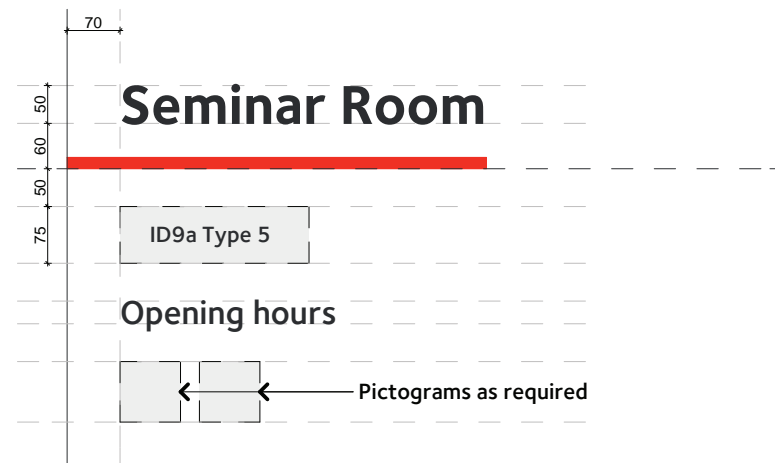 70
50
Seminar Room
60
50
75
ID9a Type 5
Opening hours
Pictograms as required